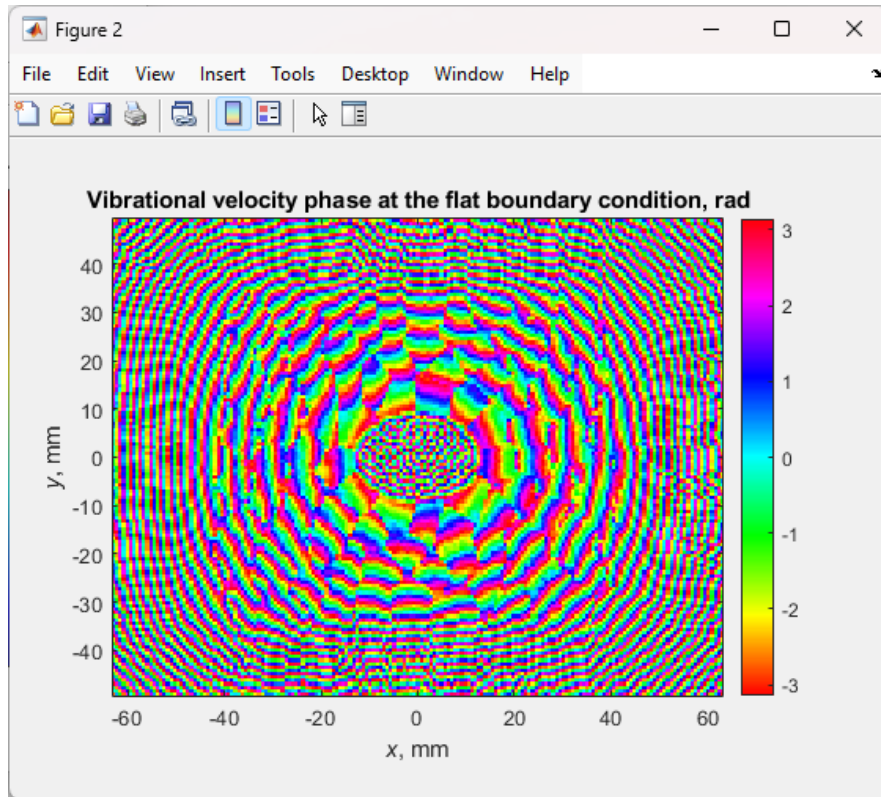 Figure 2
File Edit View Insert Tools Desktop Window Help
Vibrational velocity phase at the flat boundary condition, rad
40
30
20
10
0
-10
-20
-30
-40
y, mm
-60 -40 -20 0 20 40 60
x, mm
3
2
1
0
-1
-2
-3